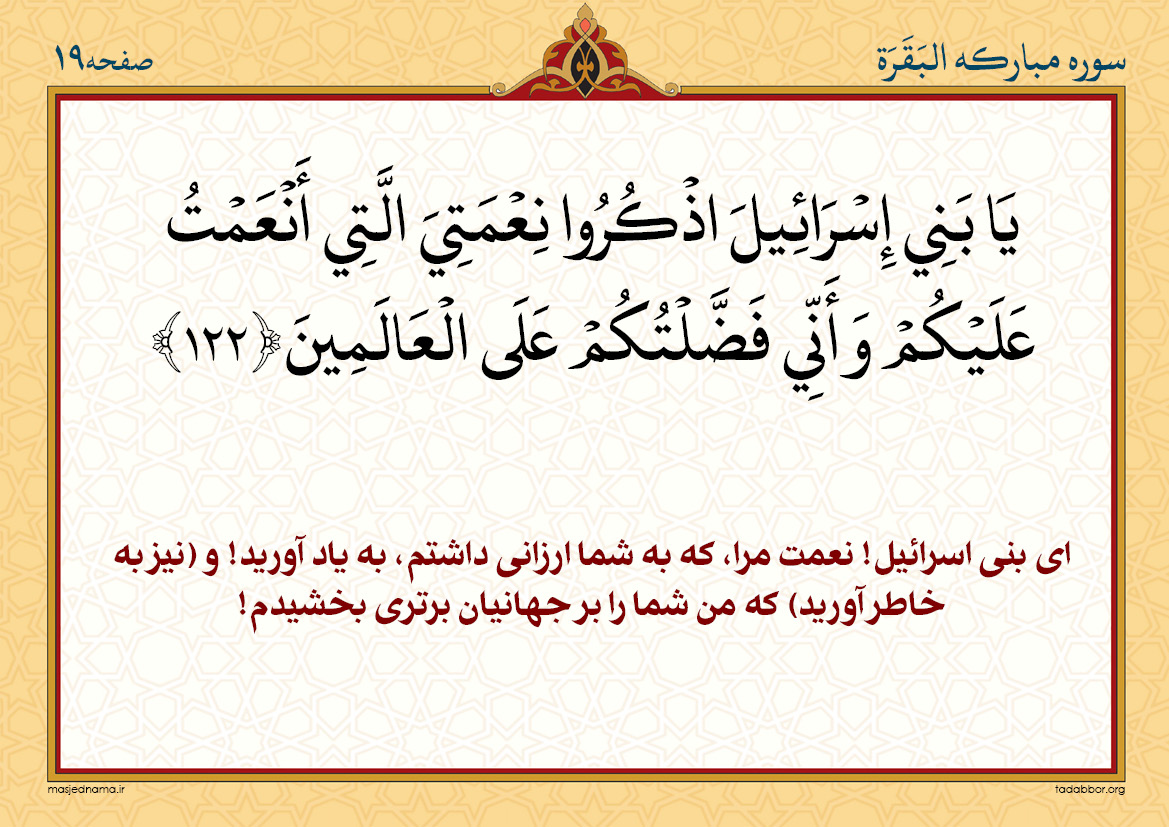 سوره مبارکه البَقَرَة
صفحه۱۹
يَا بَنِي إِسْرَائِيلَ اذْكُرُوا نِعْمَتِيَ الَّتِي أَنْعَمْتُ
عَلَيْكُمْ وَ أَنِّي فَضَّلْتُكُمْ عَلَى الْعَالَمِينَ ﴿۱۲۲﴾
ای بنی اسرائیل! نعمت مرا، که به شما ارزانی داشتم، به یاد آورید! و (نیز به
خاطر آورید) که من شما را بر جهانیان برتری بخشیدم!
masjednama.ir
tadabbor.org